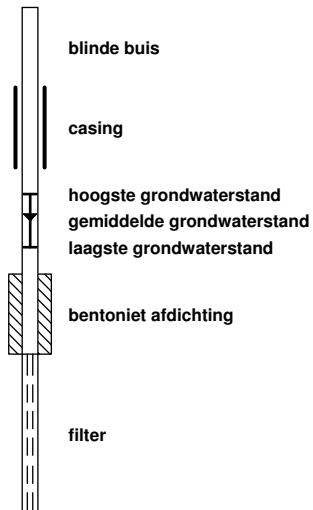 blinde buis
casing
hoogste grondwaterstand
gemiddelde grondwaterstand
laagste grondwaterstand
bentoniet afdichting
filter